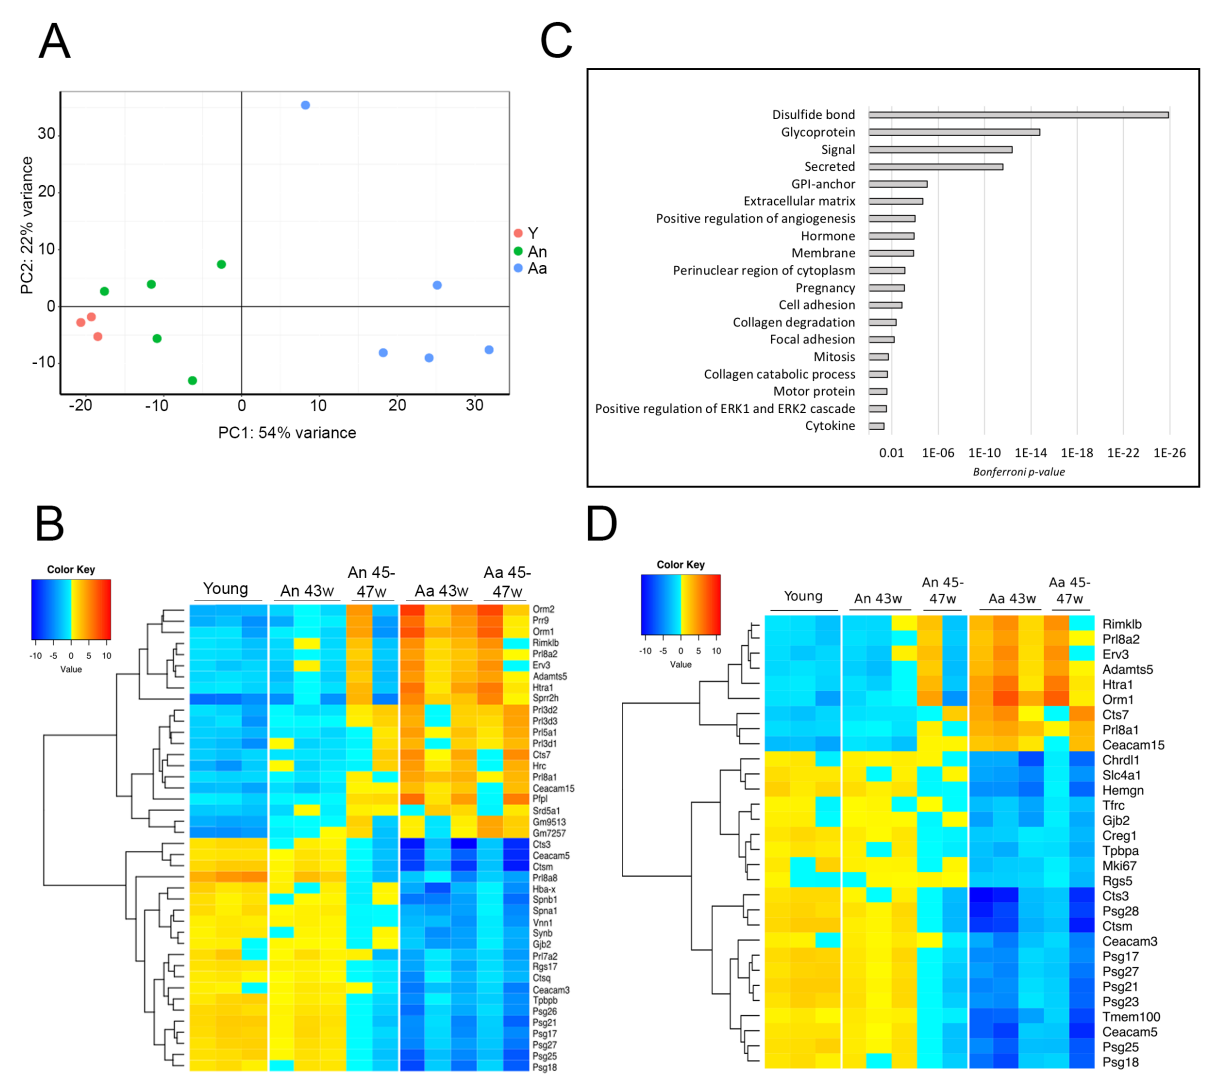 A
PC2: 22% variance
30
20
10
0
-10
-20
-10
0
10
20
30
PC1: 54% variance
Y
An
Aa
C
Disulfide bond
Glycoprotein
Signal
Secreted
GPI-anchor
Extracellular matrix
Positive regulation of angiogenesis
Hormone
Membrane
Perinuclear region of cytoplasm
Pregnancy
Cell adhesion
Collagen degradation
Focal adhesion
Mitosis
Collagen catabolic process
Motor protein
Positive regulation of ERK1 and ERK2 cascade
Cytokine
0.01 1E-06 1E-10 1E-14 1E-18 1E-22 1E-26
Bonferroni p-value
B
Color Key
-10 -5 0 5 10
Value
Young
An 43w
An 45-
47w
Aa 43w
Aa 45-
47w
Orm2
Prr9
Orm1
Rimklb
Prl8a2
Erv3
Adamts5
Htra1
Sprr2h
Prl3d2
Prl3d3
Prl5a1
Prl3d1
Cts7
Hrc
Prl8a1
Ceacam15
Pfpl
Srd5a1
Gm9513
Gm7257
Cts3
Ceacam5
Ctsm
Prl8a8
Hba-x
Spnb1
Spna1
Vnn1
Synb
Gjb2
Prl7a2
Rgs17
Ctsq
Ceacam3
Tpbpb
Psg26
Psg21
Psg17
Psg27
Psg25
Psg18
D
Color Key
-10 -5 0 5 10
Value
Young
An 43w
An 45-
47w
Aa 43w
Aa 45-
47w
Rimklb
Prl8a2
Erv3
Adamts5
Htra1
Orm1
Cts7
Prl8a1
Ceacam15
Chrdl1
Slc4a1
Hemgn
Tfrc
Gjb2
Creg1
Tpbpa
Mki67
Rgs5
Cts3
Psg28
Ctsm
Ceacam3
Psg17
Psg27
Psg21
Psg23
Tmem100
Ceacam5
Psg25
Psg18